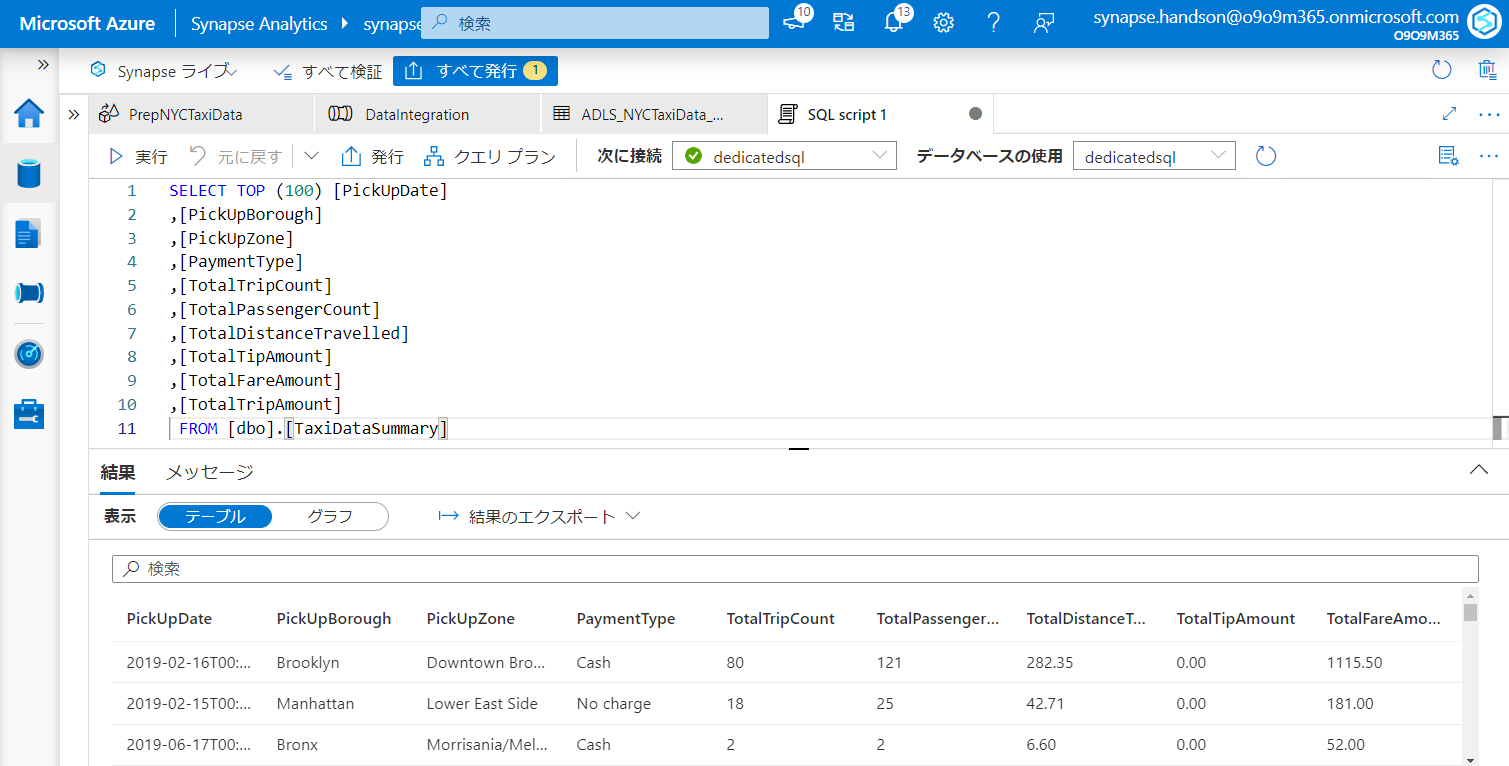 Microsoft Azure Synapse Analytics synapse 検索 10 13 synapse.handson@o9o9m365.onmicrosoft.com
O9O9M365
Synapse ライブ すべて検証 すべて発行 1
PrepNYCTaxiData DataIntegration ADLS_NYCTaxiData_... SQL script 1
実行 元に戻す 発行 クエリ プラン 次に接続 dedicatedsql データベースの使用 dedicatedsql
1 SELECT TOP (100) [PickUpDate]
2 ,[PickUpBorough]
3 ,[PickUpZone]
4 ,[PaymentType]
5 ,[TotalTripCount]
6 ,[TotalPassengerCount]
7 ,[TotalDistanceTravelled]
8 ,[TotalTipAmount]
9 ,[TotalFareAmount]
10 ,[TotalTripAmount]
11 FROM [dbo].[TaxiDataSummary]
結果 メッセージ
表示 テーブル グラフ 結果のエクスポート
検索
PickUpDate PickUpBorough PickUpZone PaymentType TotalTripCount TotalPassenger... TotalDistanceT... TotalTipAmount TotalFareAmo...
2019-02-16T00:... Brooklyn Downtown Bro... Cash 80 121 282.35 0.00 1115.50
2019-02-15T00:... Manhattan Lower East Side No charge 18 25 42.71 0.00 181.00
2019-06-17T00:... Bronx Morrisania/Mel... Cash 2 2 6.60 0.00 52.00